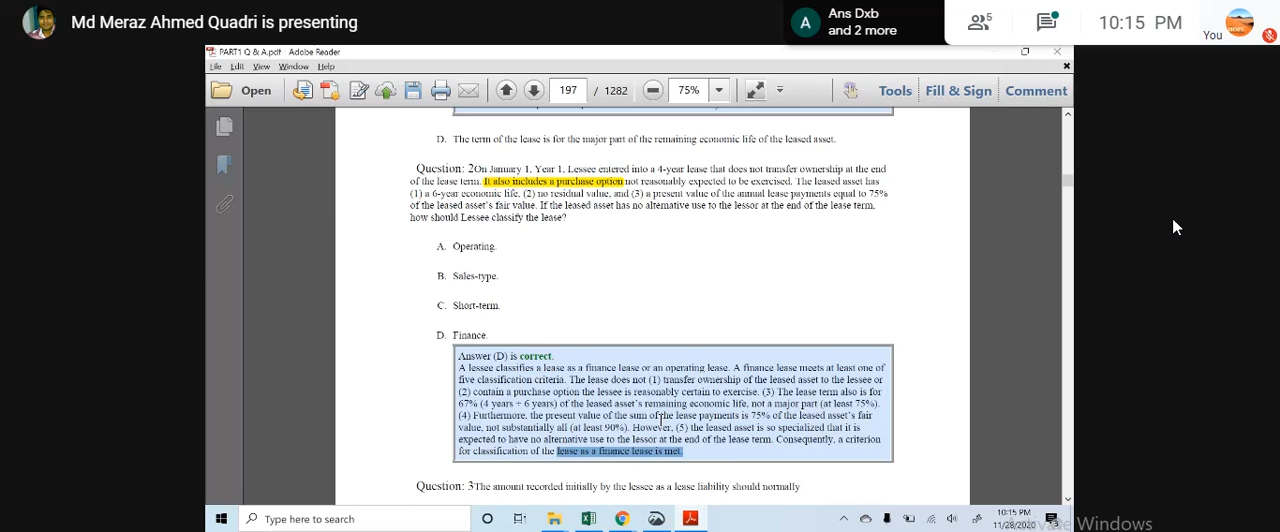 Md Meraz Ahmed Quadri is presenting
A
Ans Dxb
and 2 more
5
10:15 PM
You
PART1 Q & A.pdf - Adobe Reader
File Edit View Window Help
Open 197 / 1282 75% Tools Fill & Sign Comment
D. The term of the lease is for the major part of the remaining economic life of the leased asset.
Question: 2On January 1, Year 1, Lessee entered into a 4-year lease that does not transfer ownership at the end
of the lease term. It also includes a purchase option not reasonably expected to be exercised. The leased asset has
(1) a 6-year economic life, (2) no residual value, and (3) a present value of the annual lease payments equal to 75%
of the leased asset's fair value. If the leased asset has no alternative use to the lessor at the end of the lease term,
how should Lessee classify the lease?
A. Operating.
B. Sales-type.
C. Short-term.
D. Finance.
Answer (D) is correct.
A lessee classifies a lease as a finance lease or an operating lease. A finance lease meets at least one of
five classification criteria. The lease does not (1) transfer ownership of the leased asset to the lessee or
(2) contain a purchase option the lessee is reasonably certain to exercise. (3) The lease term also is for
67% (4 years ÷ 6 years) of the leased asset's remaining economic life, not a major part (at least 75%).
(4) Furthermore, the present value of the sum of the lease payments is 75% of the leased asset's fair
value, not substantially all (at least 90%). However, (5) the leased asset is so specialized that it is
expected to have no alternative use to the lessor at the end of the lease term. Consequently, a criterion
for classification of the lease as a finance lease is met.
Question: 3The amount recorded initially by the lessee as a lease liability should normally
Type here to search
10:15 PM
11/28/2020
Activate Windows